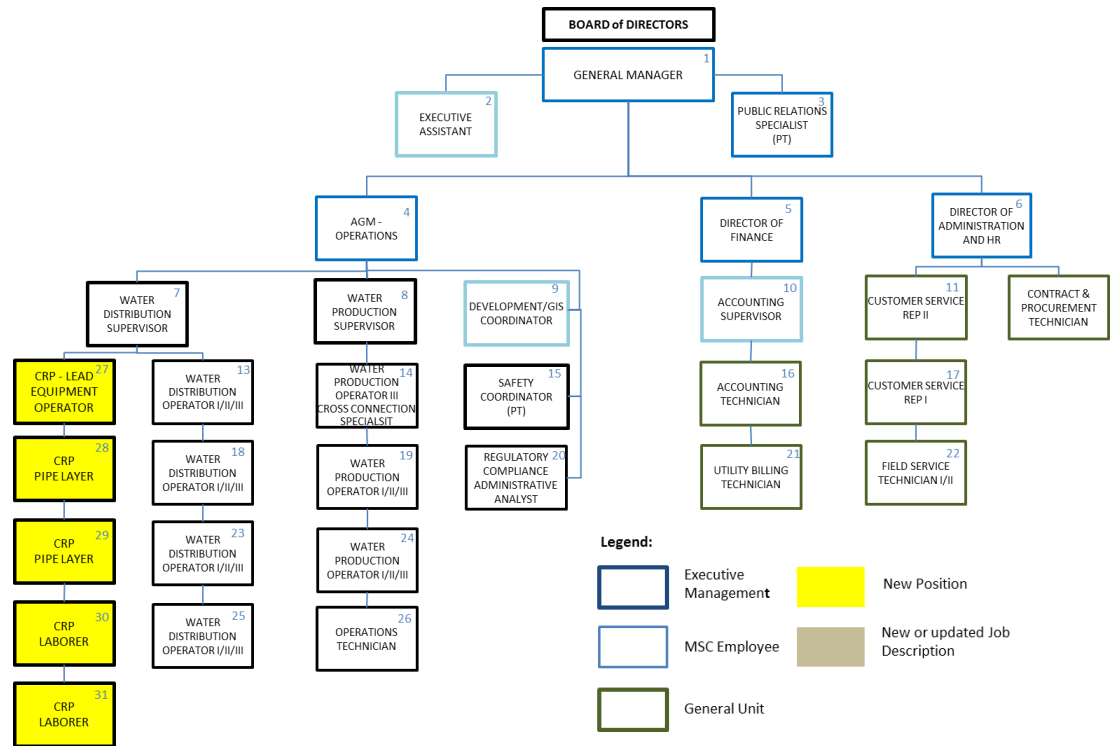 BOARD of DIRECTORS
1
GENERAL MANAGER
2
EXECUTIVE
ASSISTANT
3
PUBLIC RELATIONS
SPECIALIST
(PT)
4
AGM -
OPERATIONS
5
DIRECTOR OF
FINANCE
6
DIRECTOR OF
ADMINISTRATION
AND HR
7
WATER
DISTRIBUTION
SUPERVISOR
8
WATER
PRODUCTION
SUPERVISOR
9
DEVELOPMENT/GIS
COORDINATOR
10
ACCOUNTING
SUPERVISOR
11
CUSTOMER SERVICE
REP II
CONTRACT &
PROCUREMENT
TECHNICIAN
27
CRP - LEAD
EQUIPMENT
OPERATOR
13
WATER
DISTRIBUTION
OPERATOR I/II/III
14
WATER
PRODUCTION
OPERATOR III
CROSS CONNECTION
SPECIALSIT
15
SAFETY
COORDINATOR
(PT)
16
ACCOUNTING
TECHNICIAN
17
CUSTOMER SERVICE
REP I
28
CRP
PIPE LAYER
18
WATER
DISTRIBUTION
OPERATOR I/II/III
19
WATER
PRODUCTION
OPERATOR I/II/III
20
REGULATORY
COMPLIANCE
ADMINISTRATIVE
ANALYST
21
UTILITY BILLING
TECHNICIAN
22
FIELD SERVICE
TECHNICIAN I/II
29
CRP
PIPE LAYER
23
WATER
DISTRIBUTION
OPERATOR I/II/III
24
WATER
PRODUCTION
OPERATOR I/II/III
30
CRP
LABORER
25
WATER
DISTRIBUTION
OPERATOR I/II/III
26
OPERATIONS
TECHNICIAN
31
CRP
LABORER
Legend:
Executive
Management
New Position
MSC Employee
New or updated Job
Description
General Unit